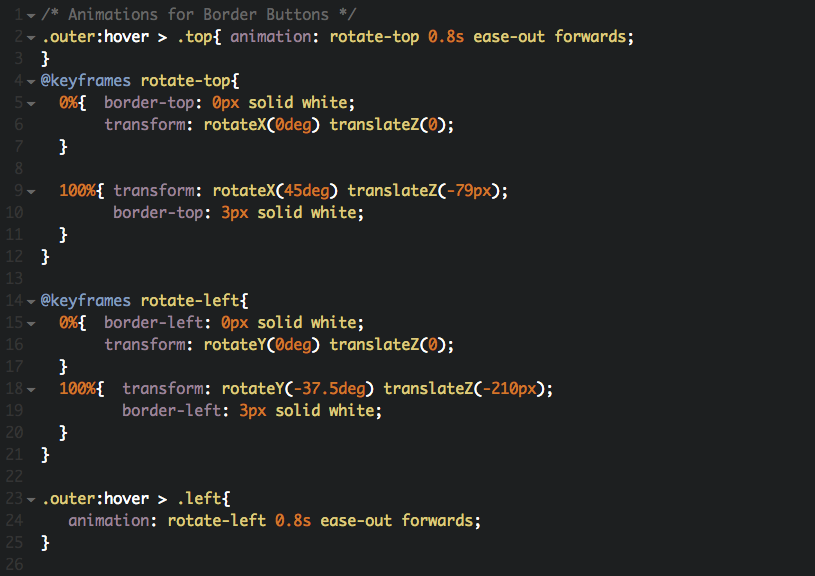 1 /* Animations for Border Buttons */
2 .outer:hover > .top{ animation: rotate-top 0.8s ease-out forwards;
3 }
4 @keyframes rotate-top{
5   0%{  border-top: 0px solid white;
6        transform: rotateX(0deg) translateZ(0);
7   }
8
9   100%{ transform: rotateX(45deg) translateZ(-79px);
10         border-top: 3px solid white;
11   }
12 }
13
14 @keyframes rotate-left{
15   0%{  border-left: 0px solid white;
16        transform: rotateY(0deg) translateZ(0);
17   }
18   100%{  transform: rotateY(-37.5deg) translateZ(-210px);
19          border-left: 3px solid white;
20   }
21 }
22
23 .outer:hover > .left{
24    animation: rotate-left 0.8s ease-out forwards;
25 }
26